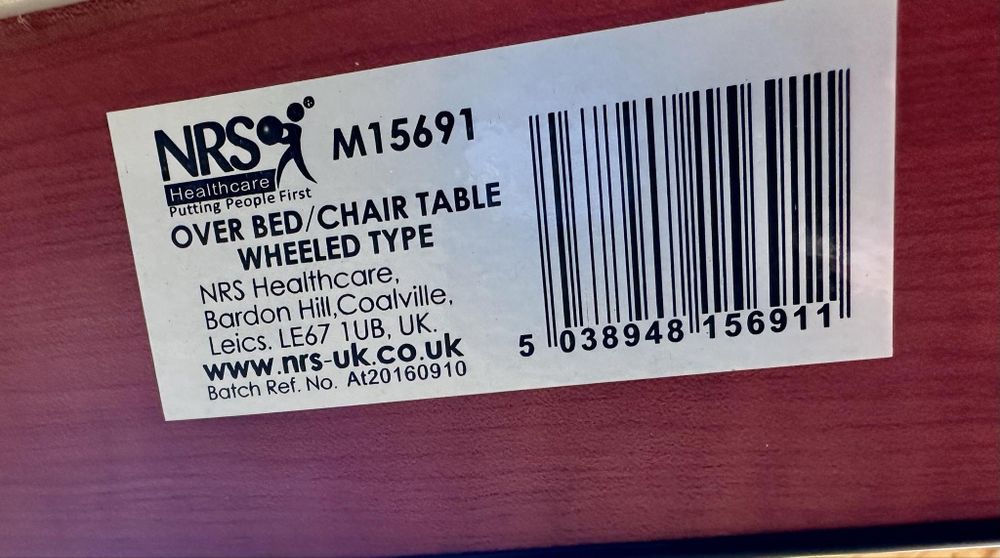 NRS® M15691
Healthcare
Putting People First
OVER BED/CHAIR TABLE
WHEELED TYPE
NRS Healthcare,
Bardon Hill,Coalville,
Leics. LE67 1UB, UK.
www.nrs-uk.co.uk
Batch Ref. No. At20160910
5 038948 156911